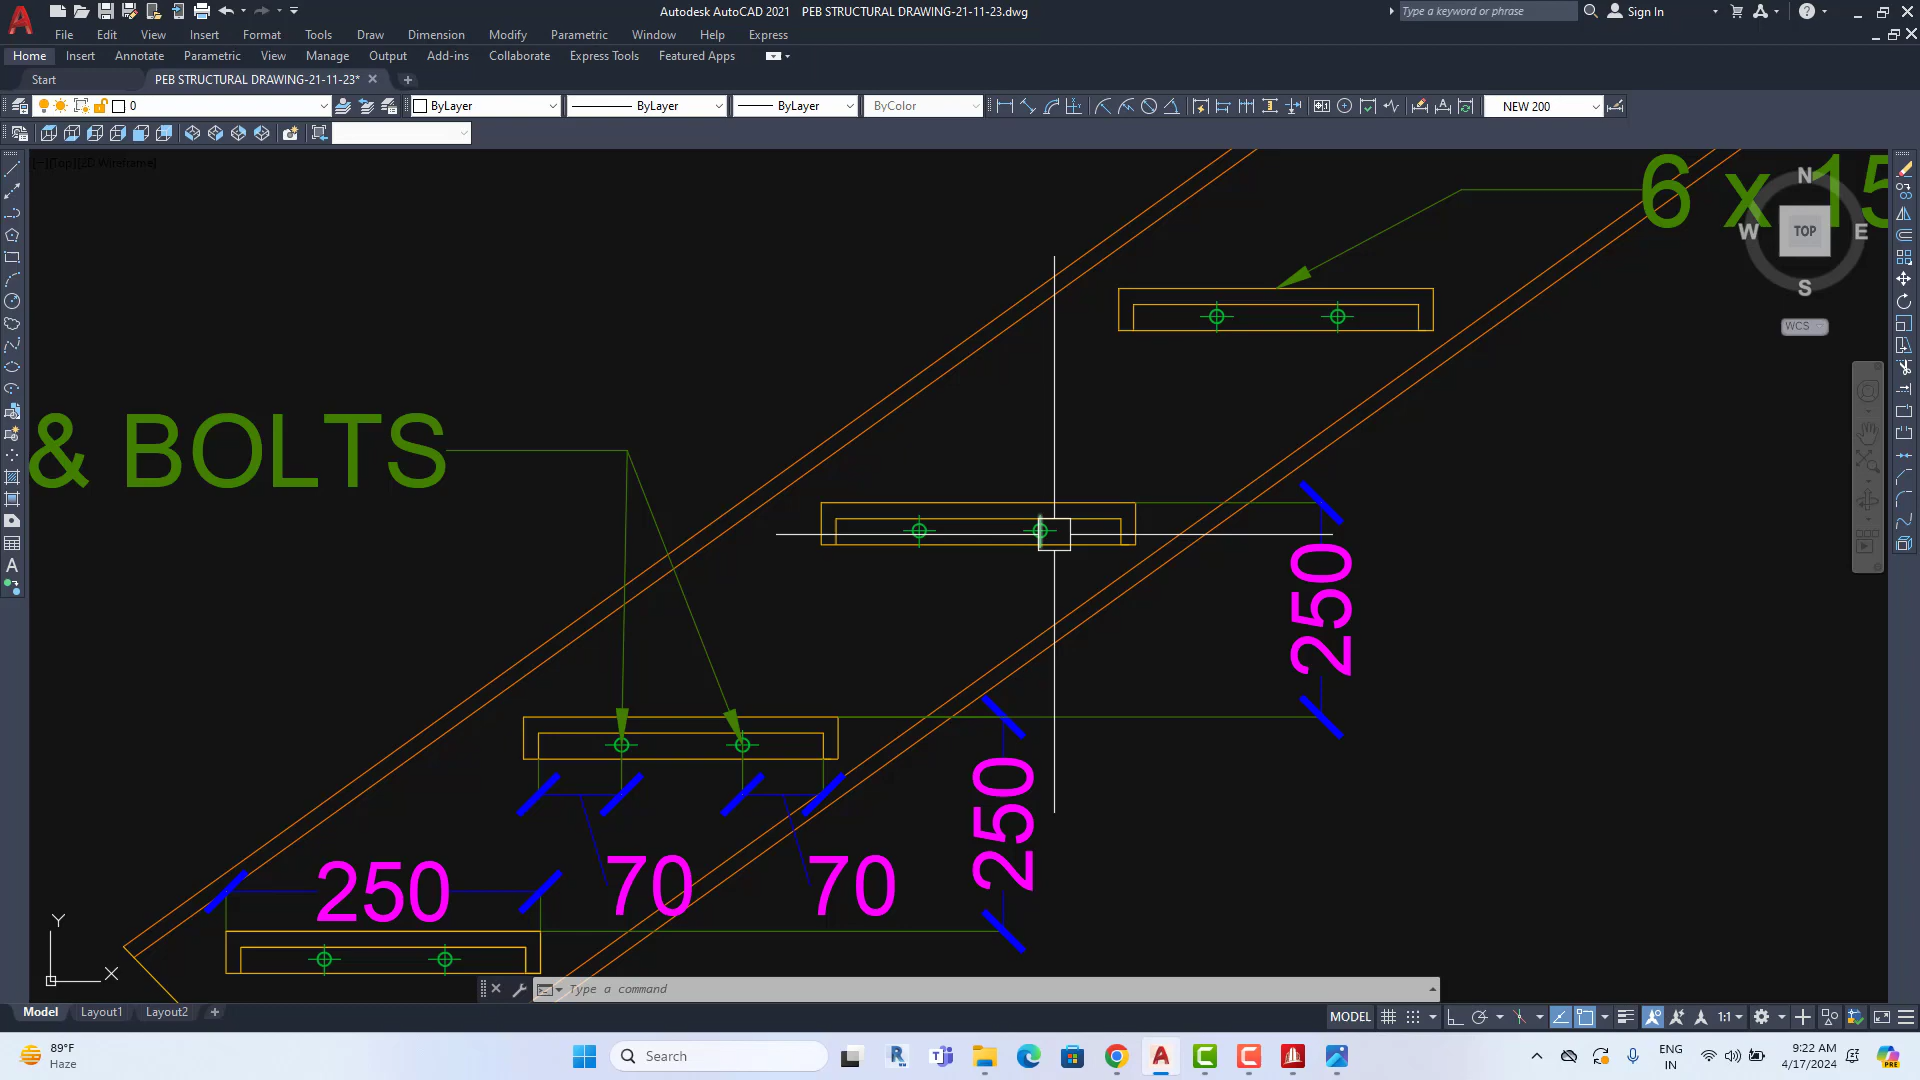 Autodesk AutoCAD 2021 PEB STRUCTURAL DRAWING-21-11-23.dwg
Type a keyword or phrase
Sign In
File Edit View Insert Format Tools Draw Dimension Modify Parametric Window Help Express
Home Insert Annotate Parametric View Manage Output Add-ins Collaborate Express Tools Featured Apps
Start PEB STRUCTURAL DRAWING-21-11-23*
0 ByLayer ByLayer ByLayer ByColor NEW 200
[−][Top][2D Wireframe]
6 x 15
N
W TOP E
S
WCS
& BOLTS
250
250
250 70 70
Y
X
Type a command
Model Layout1 Layout2
MODEL 1:1
89°F
Haze
Search
ENG
IN
9:22 AM
4/17/2024
PRE